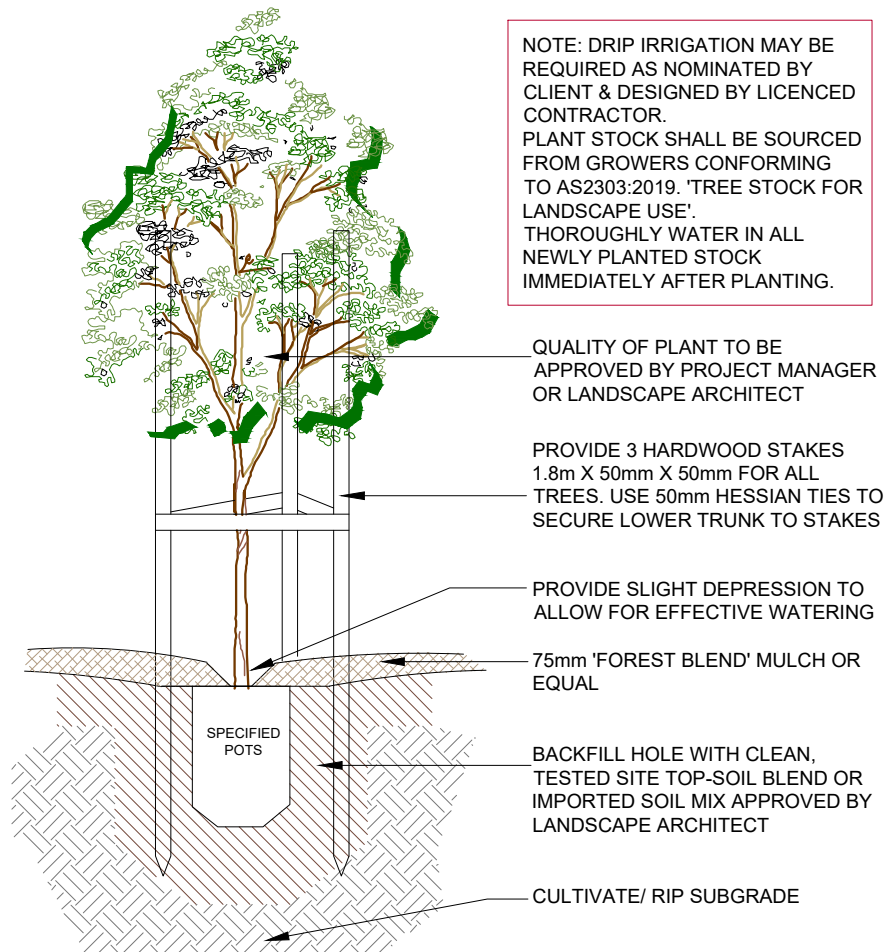 NOTE: DRIP IRRIGATION MAY BE
REQUIRED AS NOMINATED BY
CLIENT & DESIGNED BY LICENCED
CONTRACTOR.
PLANT STOCK SHALL BE SOURCED
FROM GROWERS CONFORMING
TO AS2303:2019. 'TREE STOCK FOR
LANDSCAPE USE'.
THOROUGHLY WATER IN ALL
NEWLY PLANTED STOCK
IMMEDIATELY AFTER PLANTING.
QUALITY OF PLANT TO BE
APPROVED BY PROJECT MANAGER
OR LANDSCAPE ARCHITECT
PROVIDE 3 HARDWOOD STAKES
1.8m X 50mm X 50mm FOR ALL
TREES. USE 50mm HESSIAN TIES TO
SECURE LOWER TRUNK TO STAKES
PROVIDE SLIGHT DEPRESSION TO
ALLOW FOR EFFECTIVE WATERING
75mm 'FOREST BLEND' MULCH OR
EQUAL
SPECIFIED
POTS
BACKFILL HOLE WITH CLEAN,
TESTED SITE TOP-SOIL BLEND OR
IMPORTED SOIL MIX APPROVED BY
LANDSCAPE ARCHITECT
CULTIVATE/ RIP SUBGRADE